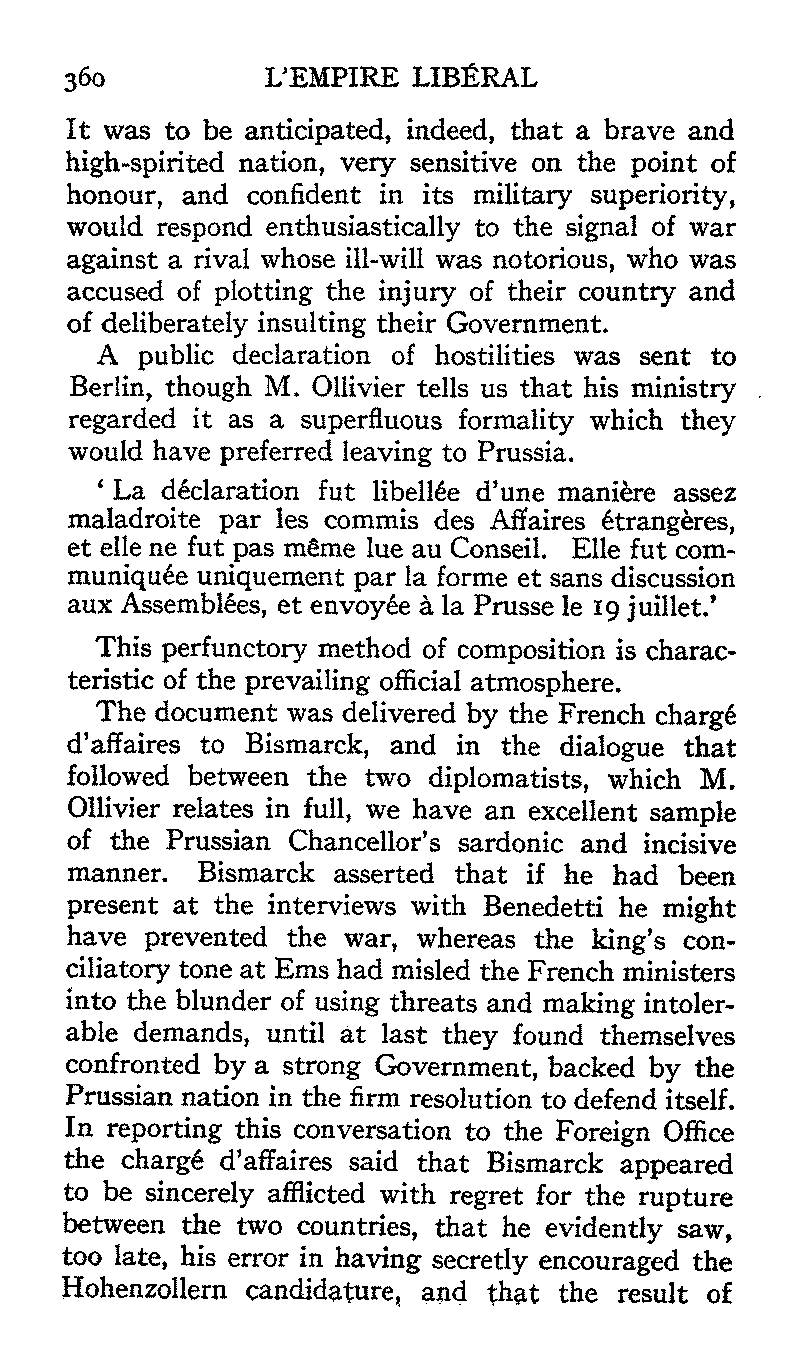 360 L'EMPIRE LIBÉRAL
It was to be anticipated, indeed, that a brave and
high-spirited nation, very sensitive on the point of
honour, and confident in its military superiority,
would respond enthusiastically to the signal of war
against a rival whose ill-will was notorious, who was
accused of plotting the injury of their country and
of deliberately insulting their Government.
A public declaration of hostilities was sent to
Berlin, though M. Ollivier tells us that his ministry
regarded it as a superfluous formality which they
would have preferred leaving to Prussia.
‘ La déclaration fut libellée d'une manière assez
maladroite par les commis des Affaires étrangères,
et elle ne fut pas même lue au Conseil. Elle fut com-
muniquée uniquement par la forme et sans discussion
aux Assemblées, et envoyée à la Prusse le 19 juillet.’
This perfunctory method of composition is charac-
teristic of the prevailing official atmosphere.
The document was delivered by the French chargé
d'affaires to Bismarck, and in the dialogue that
followed between the two diplomatists, which M.
Ollivier relates in full, we have an excellent sample
of the Prussian Chancellor's sardonic and incisive
manner. Bismarck asserted that if he had been
present at the interviews with Benedetti he might
have prevented the war, whereas the king's con-
ciliatory tone at Ems had misled the French ministers
into the blunder of using threats and making intoler-
able demands, until at last they found themselves
confronted by a strong Government, backed by the
Prussian nation in the firm resolution to defend itself.
In reporting this conversation to the Foreign Office
the chargé d'affaires said that Bismarck appeared
to be sincerely afflicted with regret for the rupture
between the two countries, that he evidently saw,
too late, his error in having secretly encouraged the
Hohenzollern candidature, and that the result of